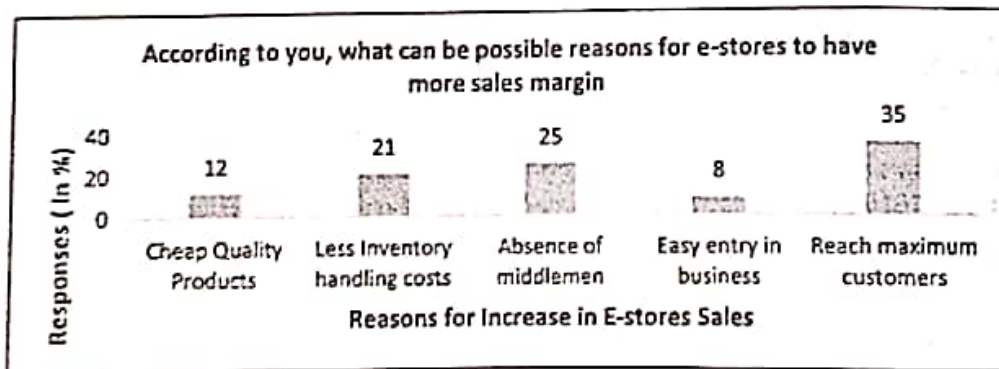 According to you, what can be possible reasons for e-stores to have
more sales margin
Responses ( In %)
40
20
0
12
21
25
8
35
Cheap Quality
Products
Less Inventory
handling costs
Absence of
middlemen
Easy entry in
business
Reach maximum
customers
Reasons for Increase in E-stores Sales